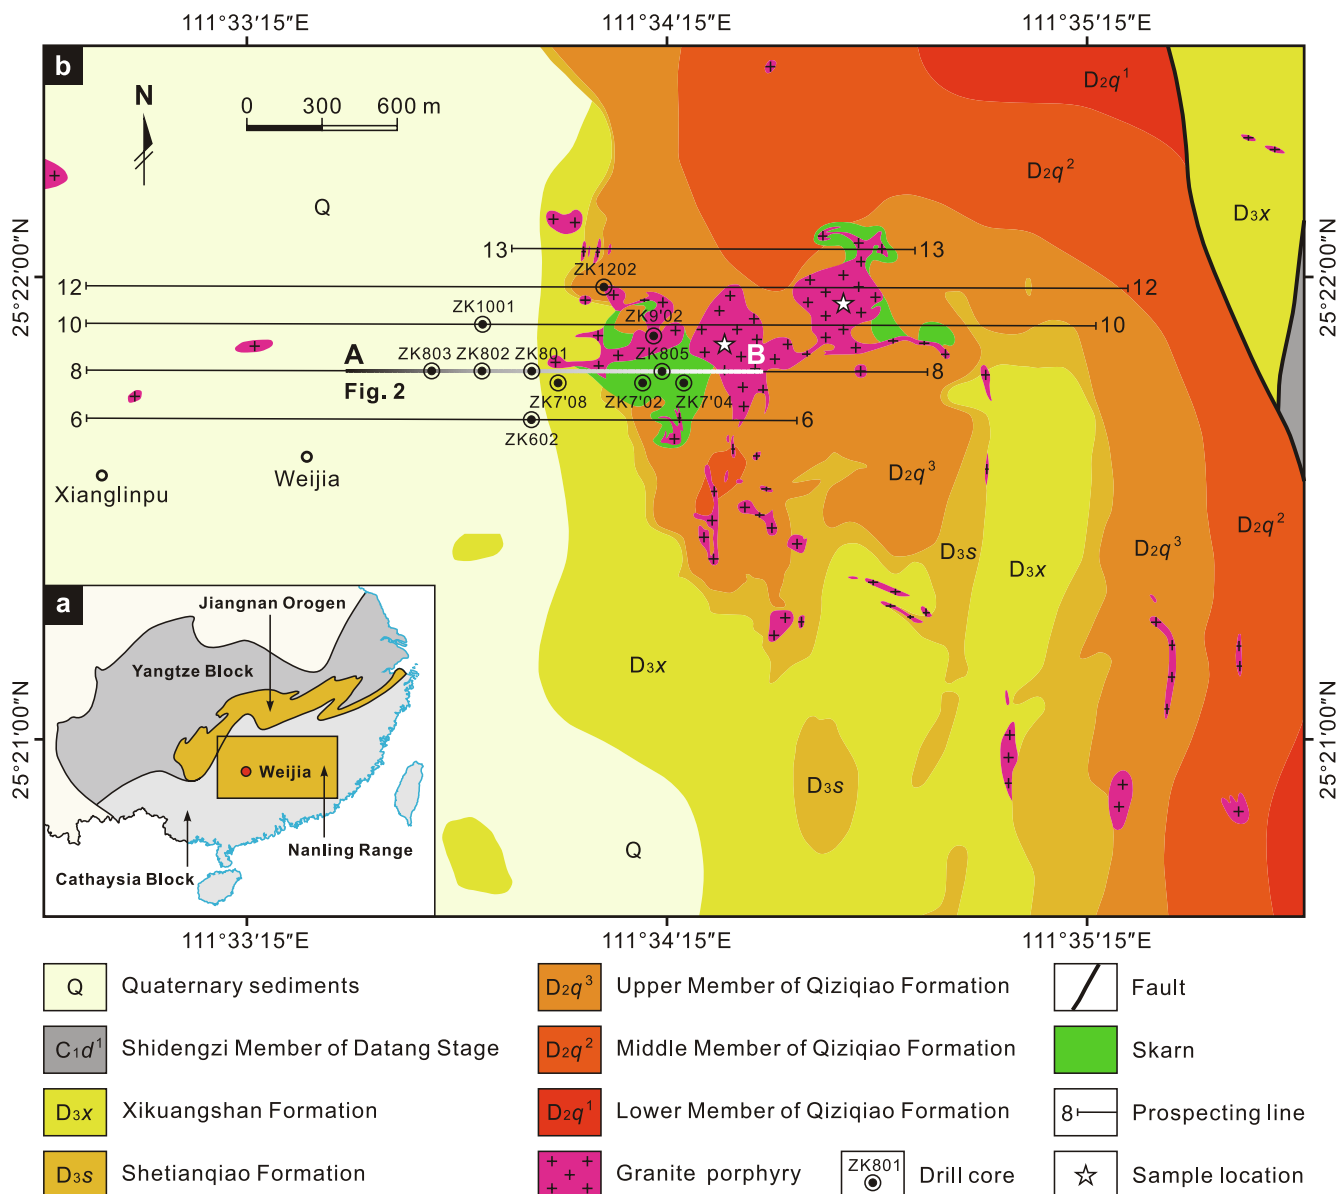 111°33′15″E
111°34′15″E
111°35′15″E
b
N
0 300 600 m
D2q1
D2q2
Q
D3x
25°22′00″N
25°22′00″N
13
13
ZK1202
12
12
ZK1001
ZK9'02
10
10
A
ZK803
ZK802
ZK801
ZK805
B
8
8
Fig. 2
ZK7'08
ZK7'02
ZK7'04
6
6
ZK602
Weijia
Xianglinpu
D2q3
D2q2
D3s
D2q3
D3x
a
Jiangnan Orogen
Yangtze Block
D3x
25°21′00″N
25°21′00″N
Weijia
D3s
Nanling Range
Q
Cathaysia Block
111°33′15″E
111°34′15″E
111°35′15″E
Q Quaternary sediments
D2q3 Upper Member of Qiziqiao Formation
Fault
C1d1 Shidengzi Member of Datang Stage
D2q2 Middle Member of Qiziqiao Formation
Skarn
D3x Xikuangshan Formation
D2q1 Lower Member of Qiziqiao Formation
8 Prospecting line
D3s Shetianqiao Formation
Granite porphyry
ZK801 Drill core
Sample location